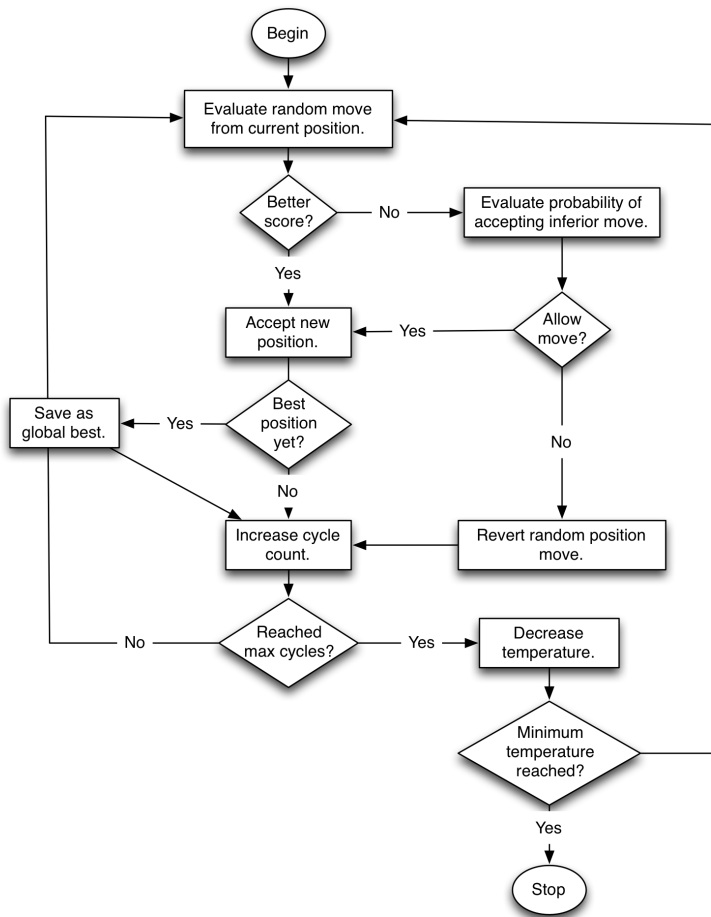 Begin
Evaluate random move
from current position.
Better
score?
No
Evaluate probability of
accepting inferior move.
Yes
Accept new
position.
Yes
Allow
move?
Save as
global best.
Yes
Best
position
yet?
No
No
Increase cycle
count.
Revert random position
move.
No
Reached
max cycles?
Yes
Decrease
temperature.
Minimum
temperature
reached?
Yes
Stop